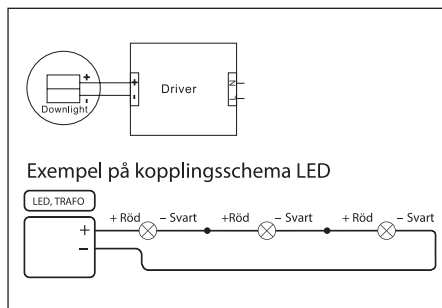 + + N
Driver
- - L
Downlight
Exempel på kopplingsschema LED
LED, TRAFO
+ Röd – Svart +Röd – Svart + Röd – Svart
+
–